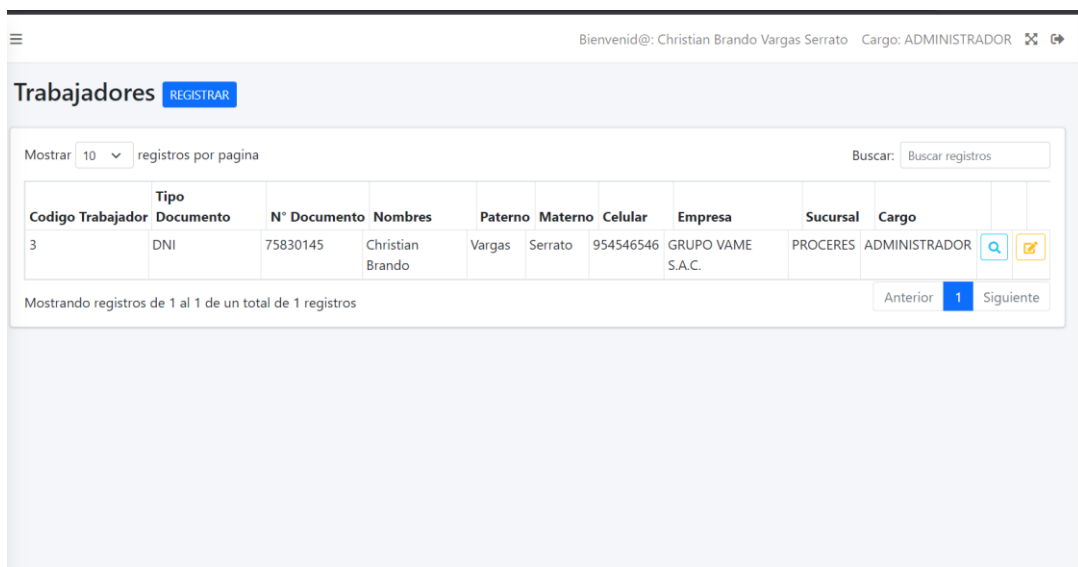 Bienvenid@: Christian Brando Vargas Serrato Cargo: ADMINISTRADOR
Trabajadores REGISTRAR
Mostrar 10 registros por pagina Buscar: Buscar registros
Codigo Trabajador Tipo Documento N° Documento Nombres Paterno Materno Celular Empresa Sucursal Cargo
3 DNI 75830145 Christian Brando Vargas Serrato 954546546 GRUPO VAME S.A.C. PROCERES ADMINISTRADOR
Mostrando registros de 1 al 1 de un total de 1 registros Anterior 1 Siguiente